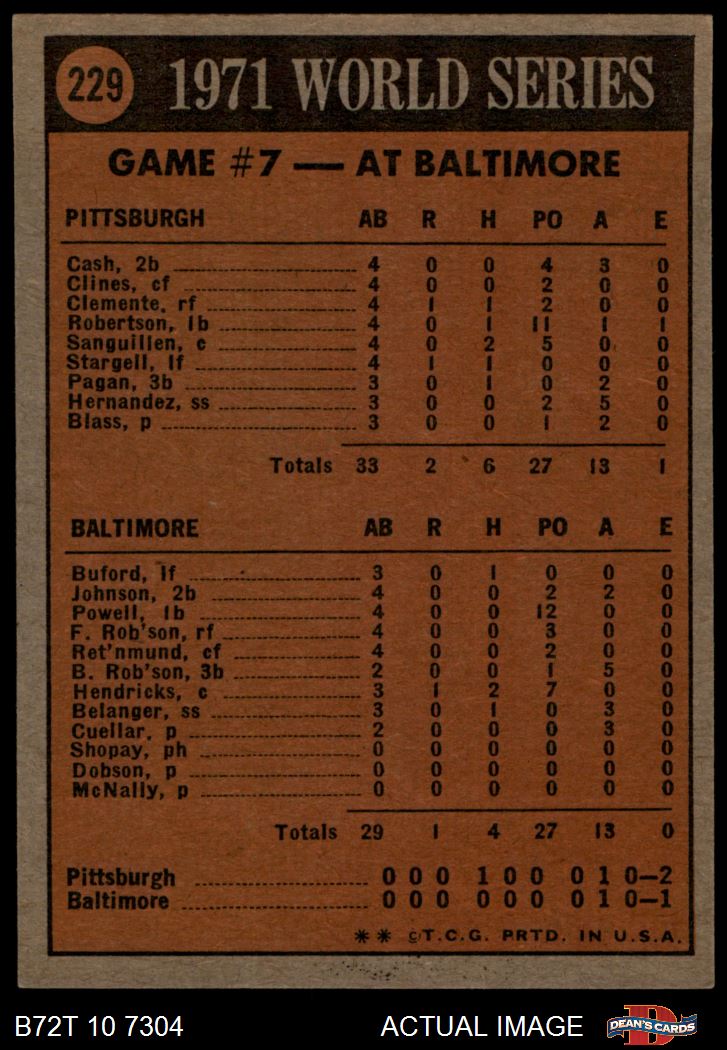 229 1971 WORLD SERIES
GAME #7 — AT BALTIMORE
PITTSBURGH AB R H PO A E
Cash, 2b 4 0 0 4 3 0
Clines, cf 4 0 0 2 0 0
Clemente, rf 4 1 1 2 0 0
Robertson, 1b 4 0 1 11 1 1
Sanguillen, c 4 0 2 5 0 0
Stargell, lf 4 1 1 0 0 0
Pagan, 3b 3 0 1 0 2 0
Hernandez, ss 3 0 0 2 5 0
Blass, p 3 0 0 1 2 0
Totals 33 2 6 27 13 1
BALTIMORE AB R H PO A E
Buford, lf 3 0 1 0 0 0
Johnson, 2b 4 0 0 2 2 0
Powell, 1b 4 0 0 12 0 0
F. Rob'son, rf 4 0 0 3 0 0
Ret'nmund, cf 4 0 0 2 0 0
B. Rob'son, 3b 2 0 0 1 5 0
Hendricks, c 3 1 2 7 0 0
Belanger, ss 3 0 1 0 3 0
Cuellar, p 2 0 0 0 3 0
Shopay, ph 0 0 0 0 0 0
Dobson, p 0 0 0 0 0 0
McNally, p 0 0 0 0 0 0
Totals 29 1 4 27 13 0
Pittsburgh 0 0 0 1 0 0 0 1 0—2
Baltimore 0 0 0 0 0 0 0 1 0—1
** ©T.C.G. PRTD. IN U.S.A.
B72T 10 7304 ACTUAL IMAGE DEAN'S CARDS